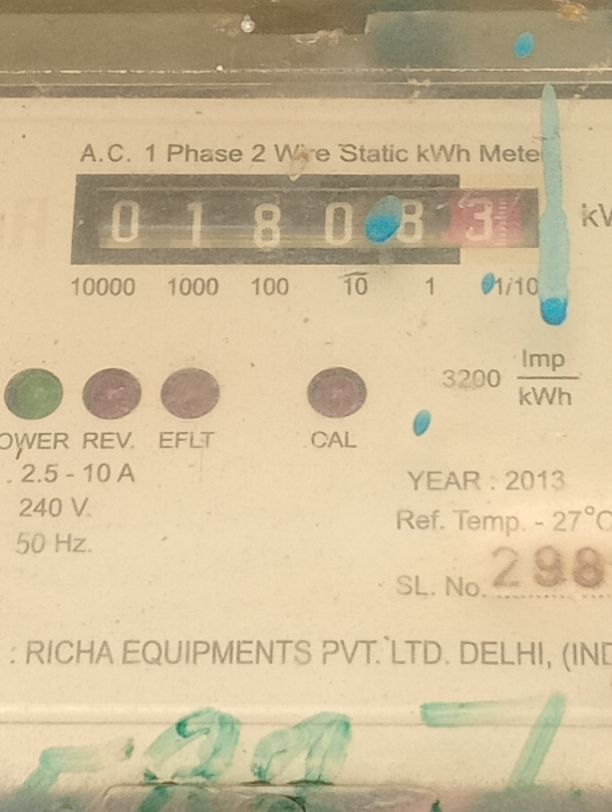 A.C. 1 Phase 2 Wire Static kWh Mete
0 1 8 0 8 3
10000 1000 100 10 1 1/10
3200 Imp/kWh
OWER REV. EFLT CAL
2.5 - 10 A
240 V.
50 Hz.
YEAR : 2013
Ref. Temp. - 27°C
SL. No. 298
: RICHA EQUIPMENTS PVT. LTD. DELHI, (IND